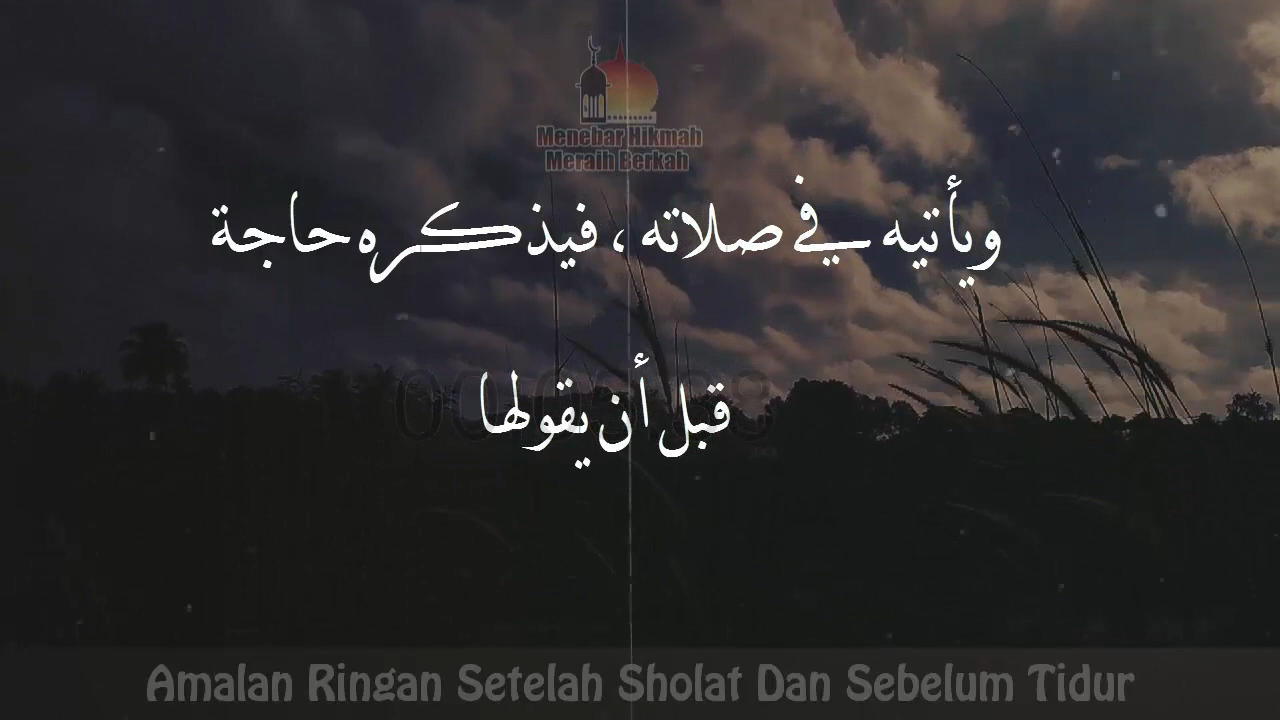 Menebar Hikmah
Meraih Berkah
ويأتيه في صلاته ، فيذكره حاجة
قبل أن يقولها
Amalan Ringan Setelah Sholat Dan Sebelum Tidur